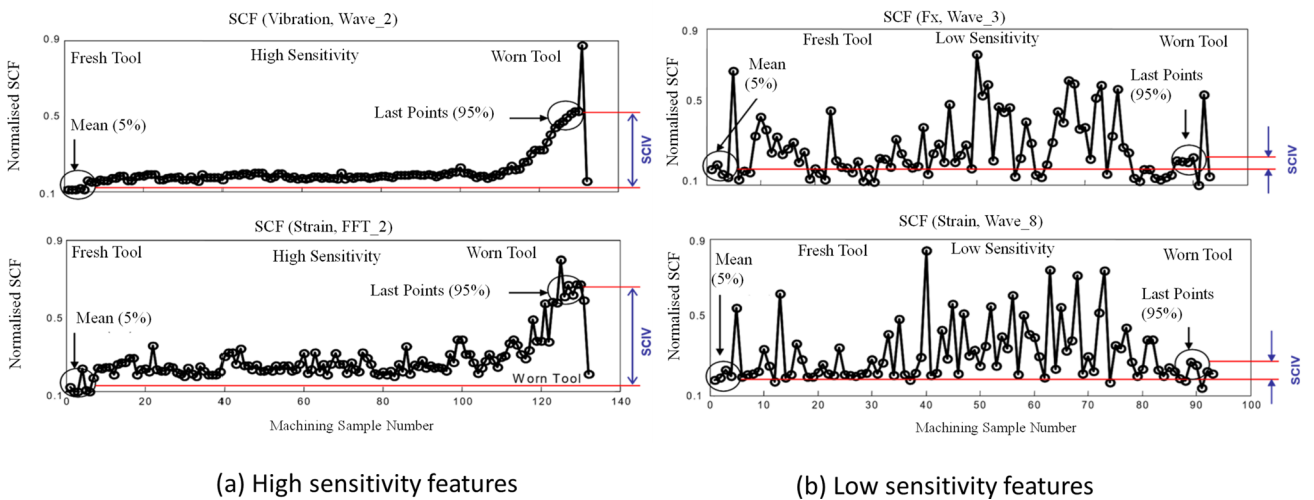 SCF (Vibration, Wave_2)
0.9
Fresh Tool
High Sensitivity
Worn Tool
Normalised SCF
0.5
Mean (5%)
Last Points (95%)
SCIV
0.1
SCF (Strain, FFT_2)
0.9
Fresh Tool
High Sensitivity
Worn Tool
Normalised SCF
0.5
Mean (5%)
Last Points (95%)
SCIV
Worn Tool
0.1
0 20 40 60 80 100 120 140
Machining Sample Number
(a) High sensitivity features
SCF (Fx, Wave_3)
0.9
Fresh Tool
Low Sensitivity
Worn Tool
Normalised SCF
Mean
(5%)
Last Points
(95%)
0.5
SCIV
0.1
SCF (Strain, Wave_8)
0.9
Fresh Tool
Low Sensitivity
Worn Tool
Normalised SCF
Mean
(5%)
Last Points
(95%)
0.5
SCIV
0.1
0 10 20 30 40 50 60 70 80 90 100
Machining Sample Number
(b) Low sensitivity features